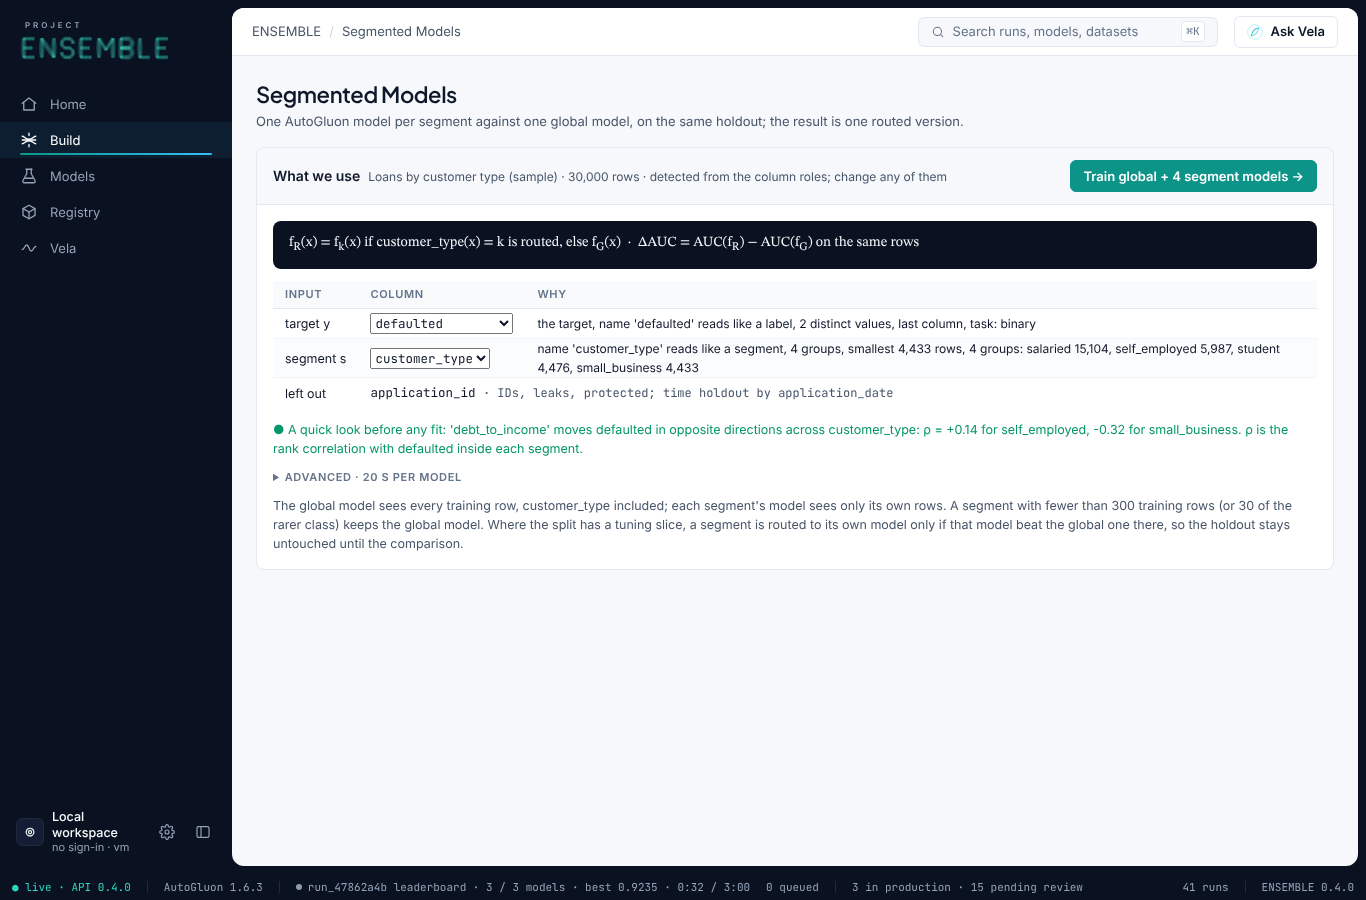 PROJECT
ENSEMBLE
Home
Build
Models
Registry
Vela
Local workspace
no sign-in · vm
ENSEMBLE / Segmented Models
Search runs, models, datasets ⌘K
Ask Vela
Segmented Models
One AutoGluon model per segment against one global model, on the same holdout; the result is one routed version.
What we use Loans by customer type (sample) · 30,000 rows · detected from the column roles; change any of them
Train global + 4 segment models →
fR(x) = fk(x) if customer_type(x) = k is routed, else fG(x) · ΔAUC = AUC(fR) − AUC(fG) on the same rows
INPUT COLUMN WHY
target y defaulted the target, name 'defaulted' reads like a label, 2 distinct values, last column, task: binary
segment s customer_type name 'customer_type' reads like a segment, 4 groups, smallest 4,433 rows, 4 groups: salaried 15,104, self_employed 5,987, student
4,476, small_business 4,433
left out application_id · IDs, leaks, protected; time holdout by application_date
● A quick look before any fit: 'debt_to_income' moves defaulted in opposite directions across customer_type: ρ = +0.14 for self_employed, -0.32 for small_business. ρ is the
rank correlation with defaulted inside each segment.
▶ ADVANCED · 20 S PER MODEL
The global model sees every training row, customer_type included; each segment's model sees only its own rows. A segment with fewer than 300 training rows (or 30 of the
rarer class) keeps the global model. Where the split has a tuning slice, a segment is routed to its own model only if that model beat the global one there, so the holdout stays
untouched until the comparison.
● live · API 0.4.0 AutoGluon 1.6.3 ● run_47862a4b leaderboard · 3 / 3 models · best 0.9235 · 0:32 / 3:00 0 queued 3 in production · 15 pending review 41 runs ENSEMBLE 0.4.0